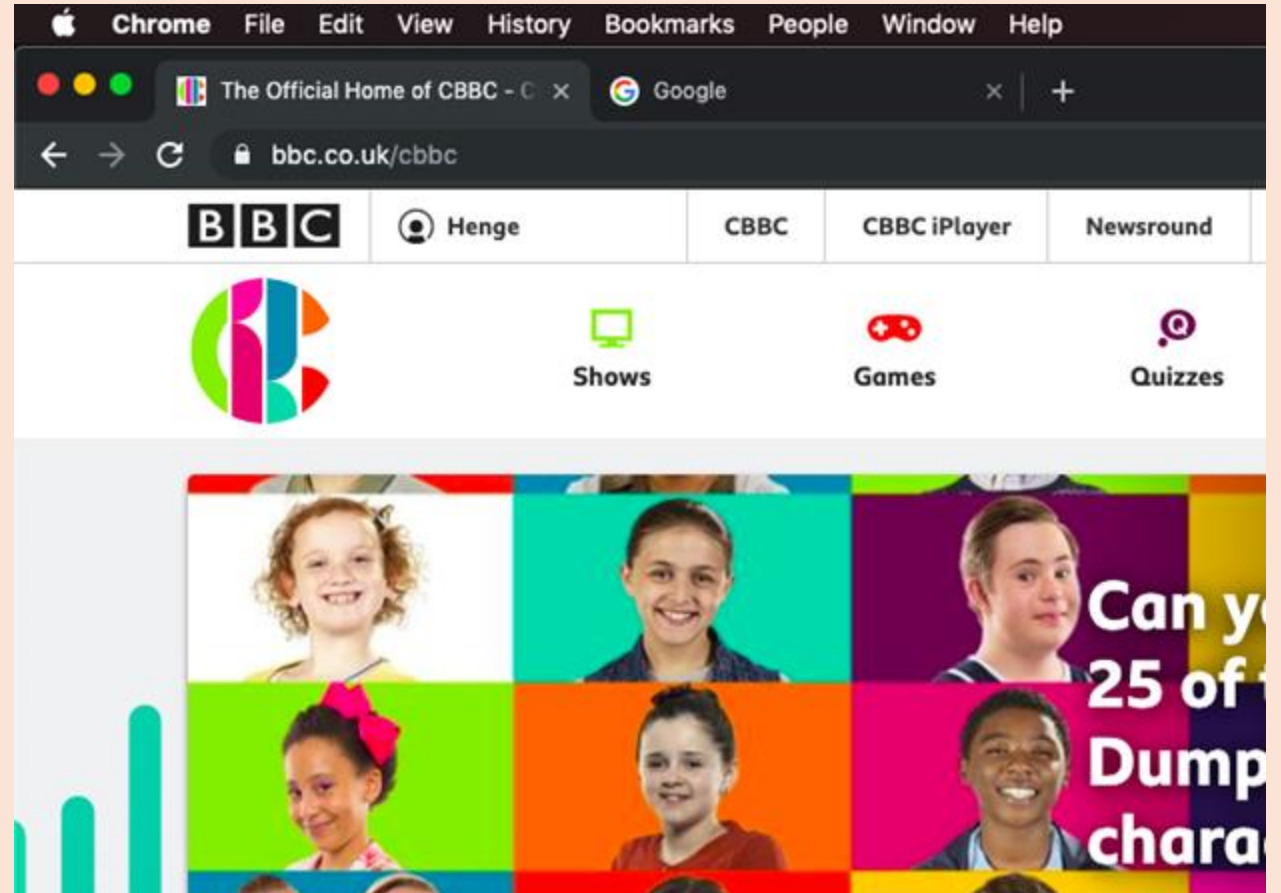 Chrome File Edit View History Bookmarks People Window Help
The Official Home of CBBC - C Google
bbc.co.uk/cbbc
BBC Henge CBBC CBBC iPlayer Newsround
Shows Games Quizzes
Can y
25 of
Dump
chara